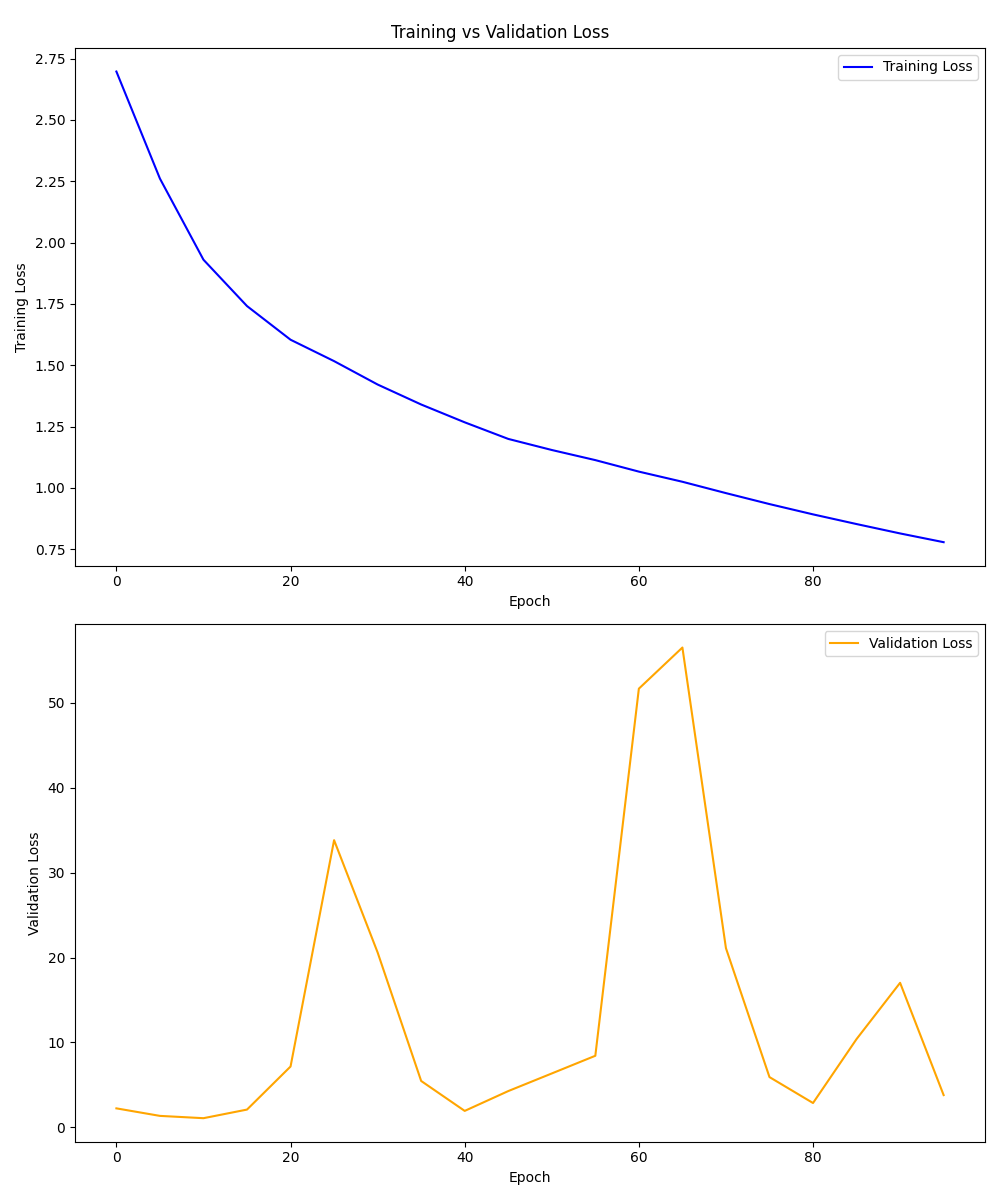 Training vs Validation Loss
2.75
2.50
2.25
2.00
1.75
1.50
1.25
1.00
0.75
Training Loss
Training Loss
0 20 40 60 80
Epoch
50
40
30
20
10
0
Validation Loss
Validation Loss
0 20 40 60 80
Epoch